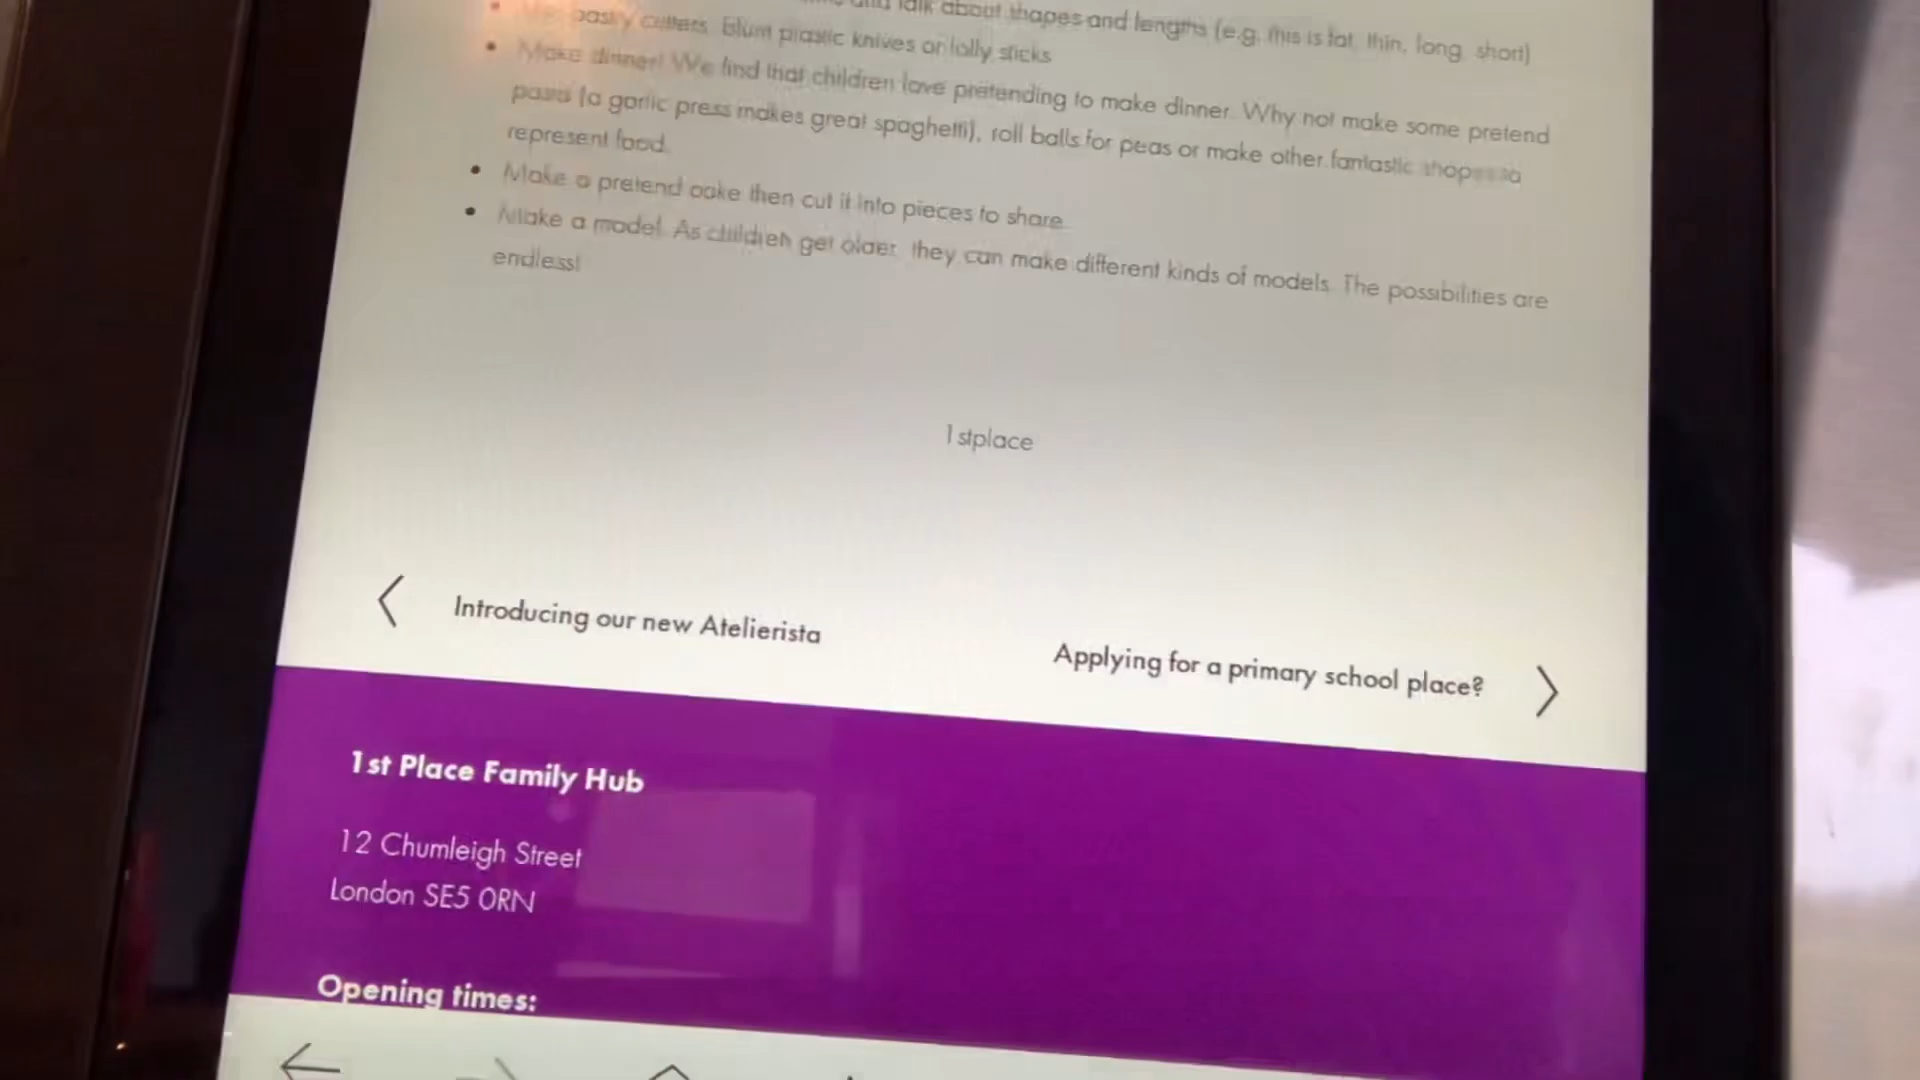 and talk about shapes and lengths (e.g. this is fat, thin, long, short)
pastry cutters. Blunt plastic knives or lolly sticks
Make dinner! We find that children love pretending to make dinner. Why not make some pretend
pasta (a garlic press makes great spaghetti), roll balls for peas or make other fantastic shapes to
represent food.
Make a pretend cake then cut it into pieces to share.
Make a model. As children get older, they can make different kinds of models. The possibilities are
endless!
1stplace
Introducing our new Atelierista
Applying for a primary school place?
1st Place Family Hub
12 Chumleigh Street
London SE5 0RN
Opening times: